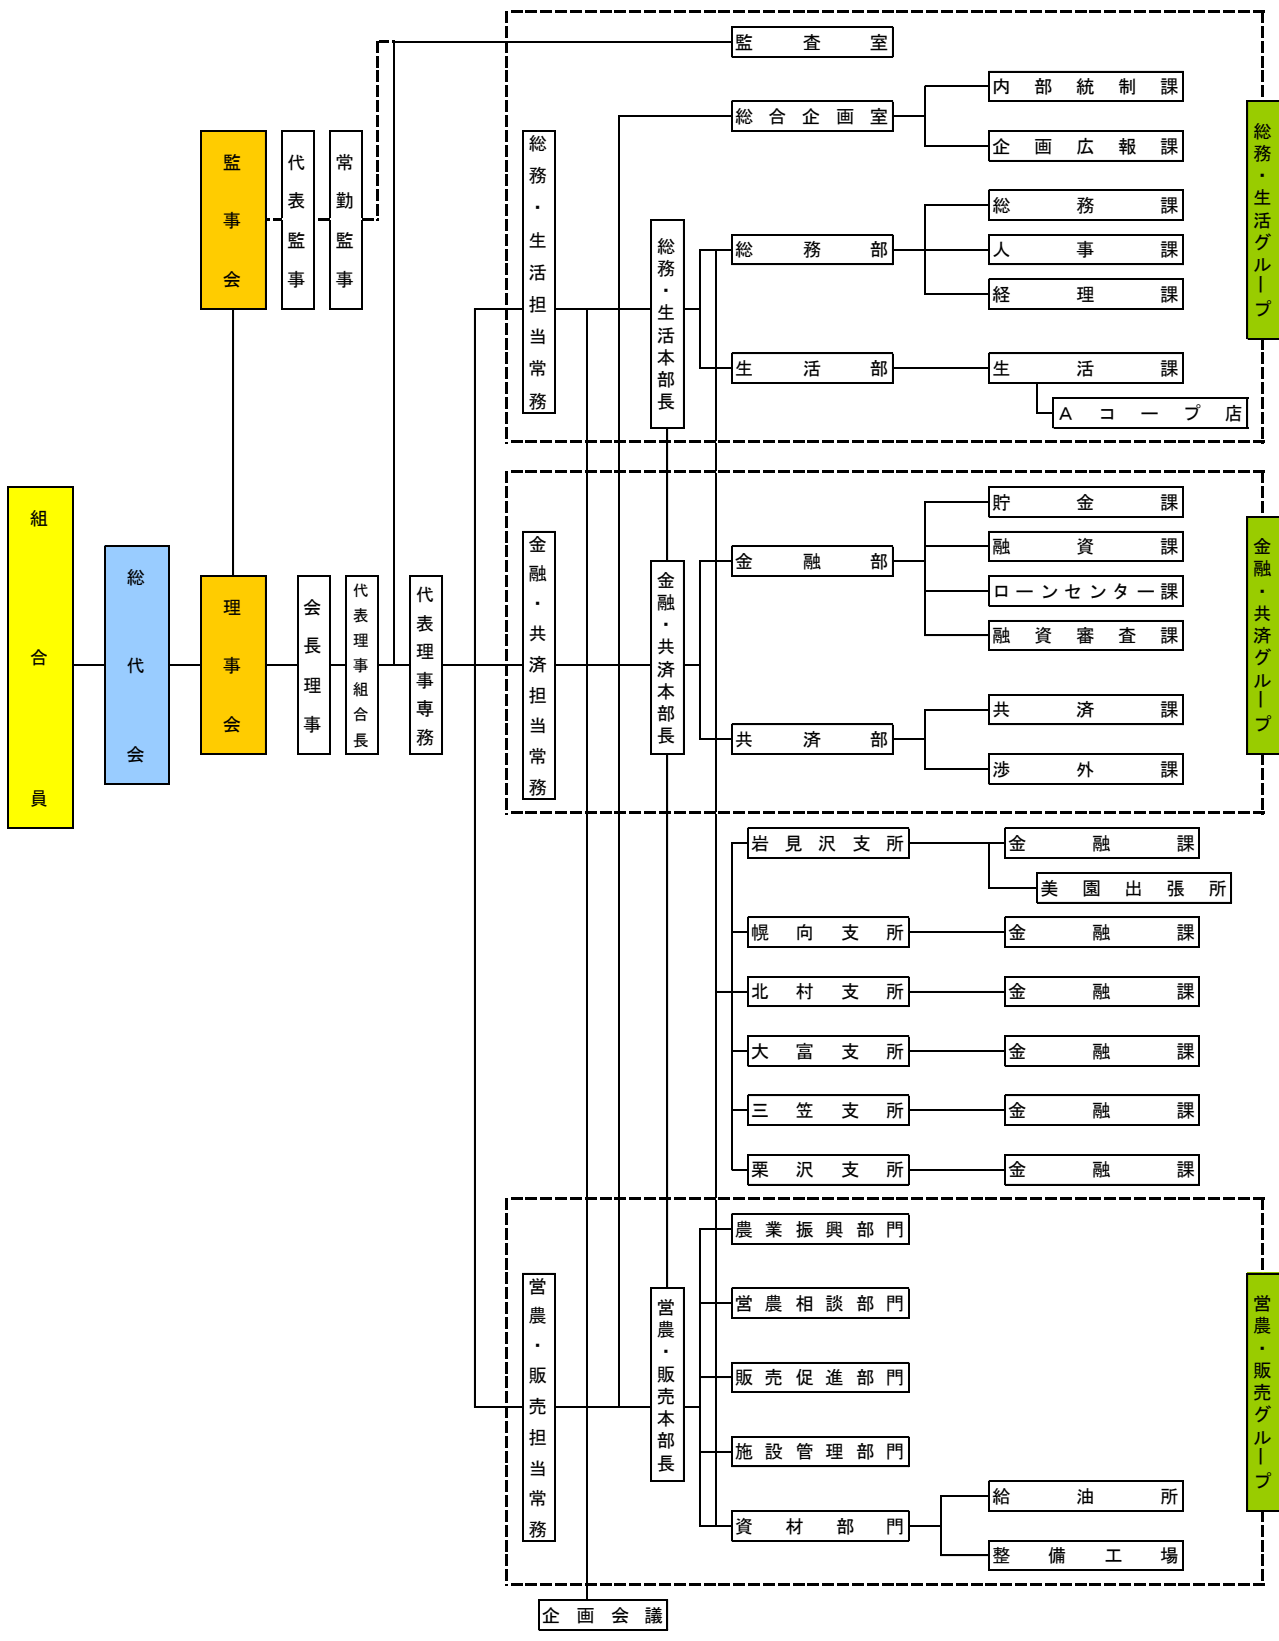 組合員
総代会
監事会
代表監事
常勤監事
理事会
会長理事
代表理事組合長
代表理事専務
総務・生活担当常務
総務・生活本部長
監査室
総合企画室
内部統制課
企画広報課
総務部
総務課
人事課
経理課
生活部
生活課
Aコープ店
総務・生活グループ
金融・共済担当常務
金融・共済本部長
金融部
貯金課
融資課
ローンセンター課
融資審査課
共済部
共済課
渉外課
金融・共済グループ
岩見沢支所
金融課
美園出張所
幌向支所
金融課
北村支所
金融課
大富支所
金融課
三笠支所
金融課
栗沢支所
金融課
営農・販売担当常務
営農・販売本部長
農業振興部門
営農相談部門
販売促進部門
施設管理部門
資材部門
給油所
整備工場
営農・販売グループ
企画会議